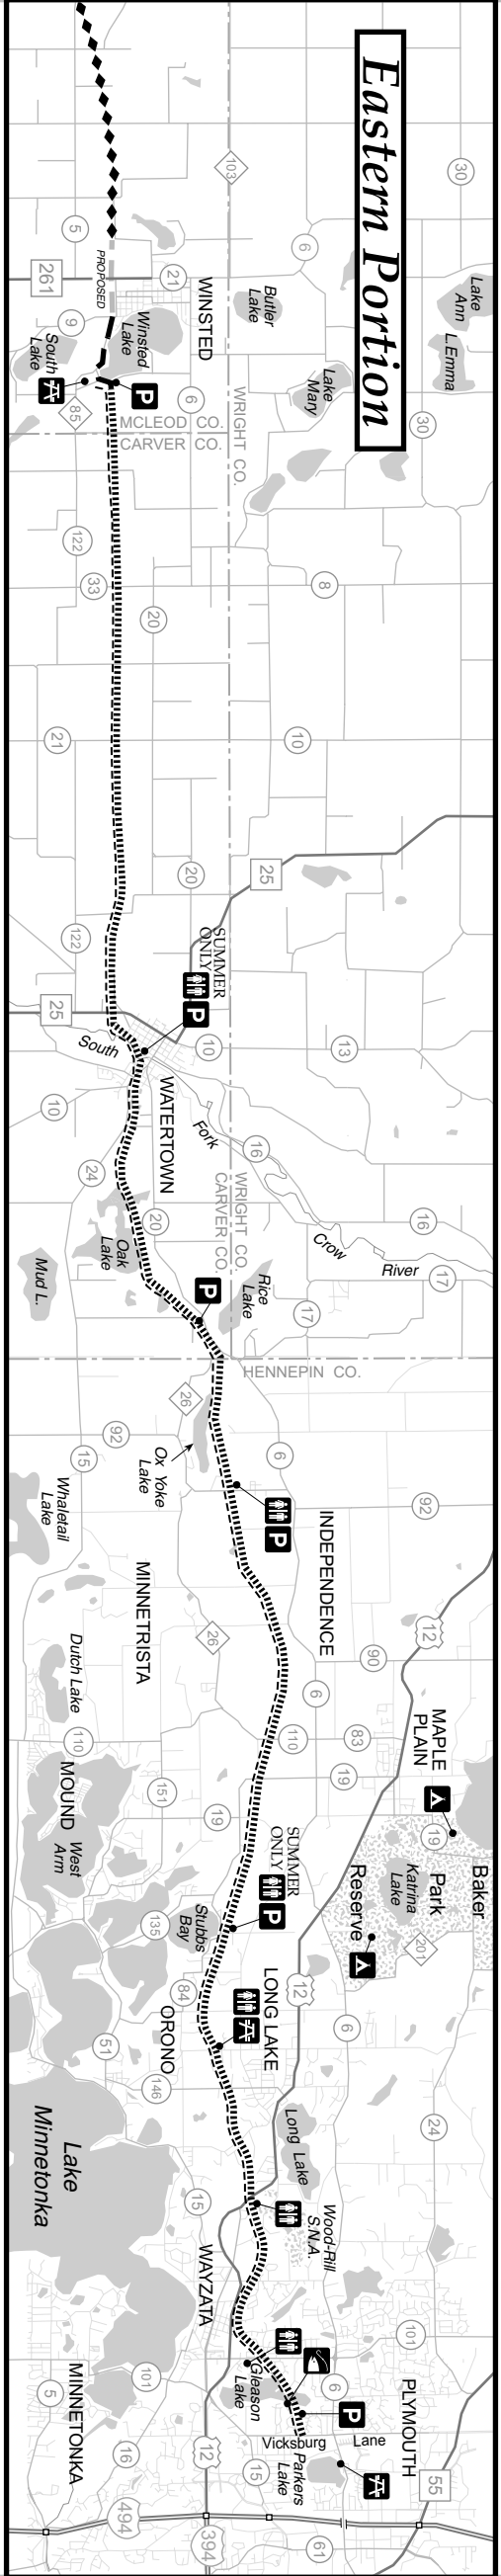 Eastern Portion
30
Lake
Ann
L. Emma
30
103
6
5
261
PROPOSED
21
WINSTED
Butler
Lake
Lake
Mary
9
South
Lake
Winsted
Lake
P
85
6
MCLEOD CO.
CARVER CO.
WRIGHT CO.
122
33
20
8
21
10
20
25
122
25
SUMMER
ONLY
P
10
13
South
Fork
Crow
River
10
WATERTOWN
16
24
16
20
WRIGHT CO.
CARVER CO.
17
17
Oak
Lake
Mud L.
Rice
Lake
P
HENNEPIN CO.
26
92
15
Ox Yoke
Lake
6
92
Whaletail
Lake
P
INDEPENDENCE
MINNETRISTA
12
26
90
6
Dutch Lake
110
110
83
19
MAPLE
PLAIN
MOUND
151
19
West
Arm
19
Baker
Park
Reserve
Katrina
Lake
201
SUMMER
ONLY
P
Stubbs
Bay
135
84
12
LONG LAKE
6
ORONO
51
146
24
Long Lake
Lake
Minnetonka
15
Wood-Rill
S.N.A.
WAYZATA
101
101
MINNETONKA
5
Gleason
Lake
6
P
PLYMOUTH
Vicksburg Lane
Parkers
Lake
16
12
15
55
494
394
61